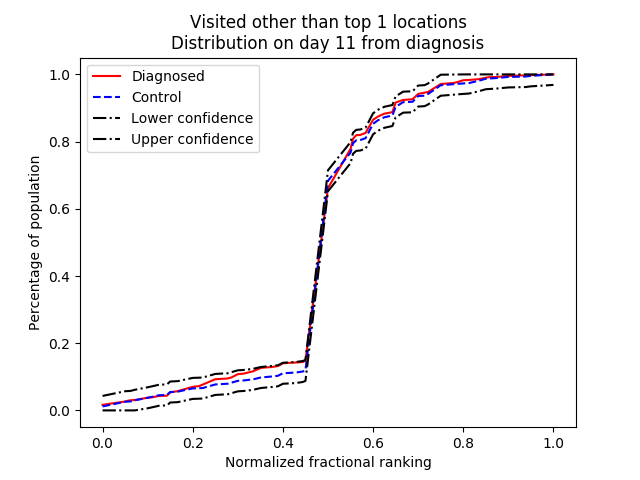 Visited other than top 1 locations
Distribution on day 11 from diagnosis
Diagnosed
Control
Lower confidence
Upper confidence
Percentage of population
1.0
0.8
0.6
0.4
0.2
0.0
0.0 0.2 0.4 0.6 0.8 1.0
Normalized fractional ranking